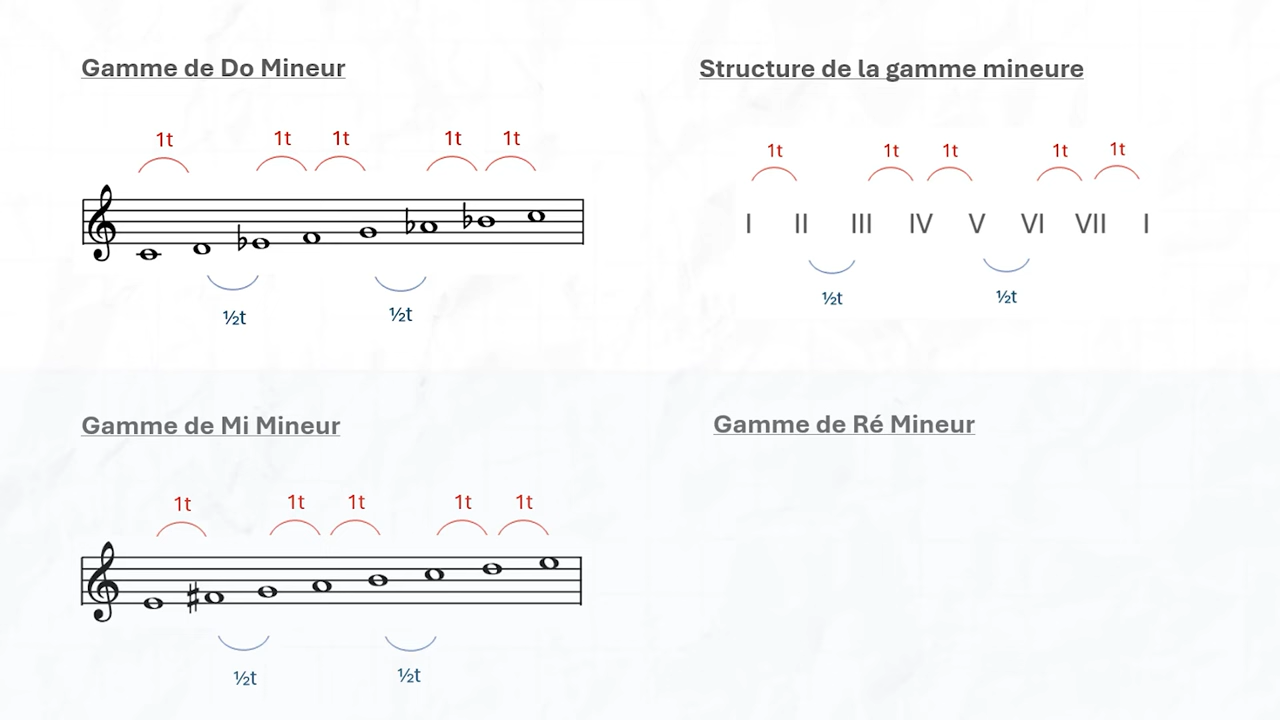 Gamme de Do Mineur
1t 1t 1t 1t 1t
½t ½t
Structure de la gamme mineure
1t 1t 1t 1t 1t
I II III IV V VI VII I
½t ½t
Gamme de Mi Mineur
1t 1t 1t 1t 1t
½t ½t
Gamme de Ré Mineur